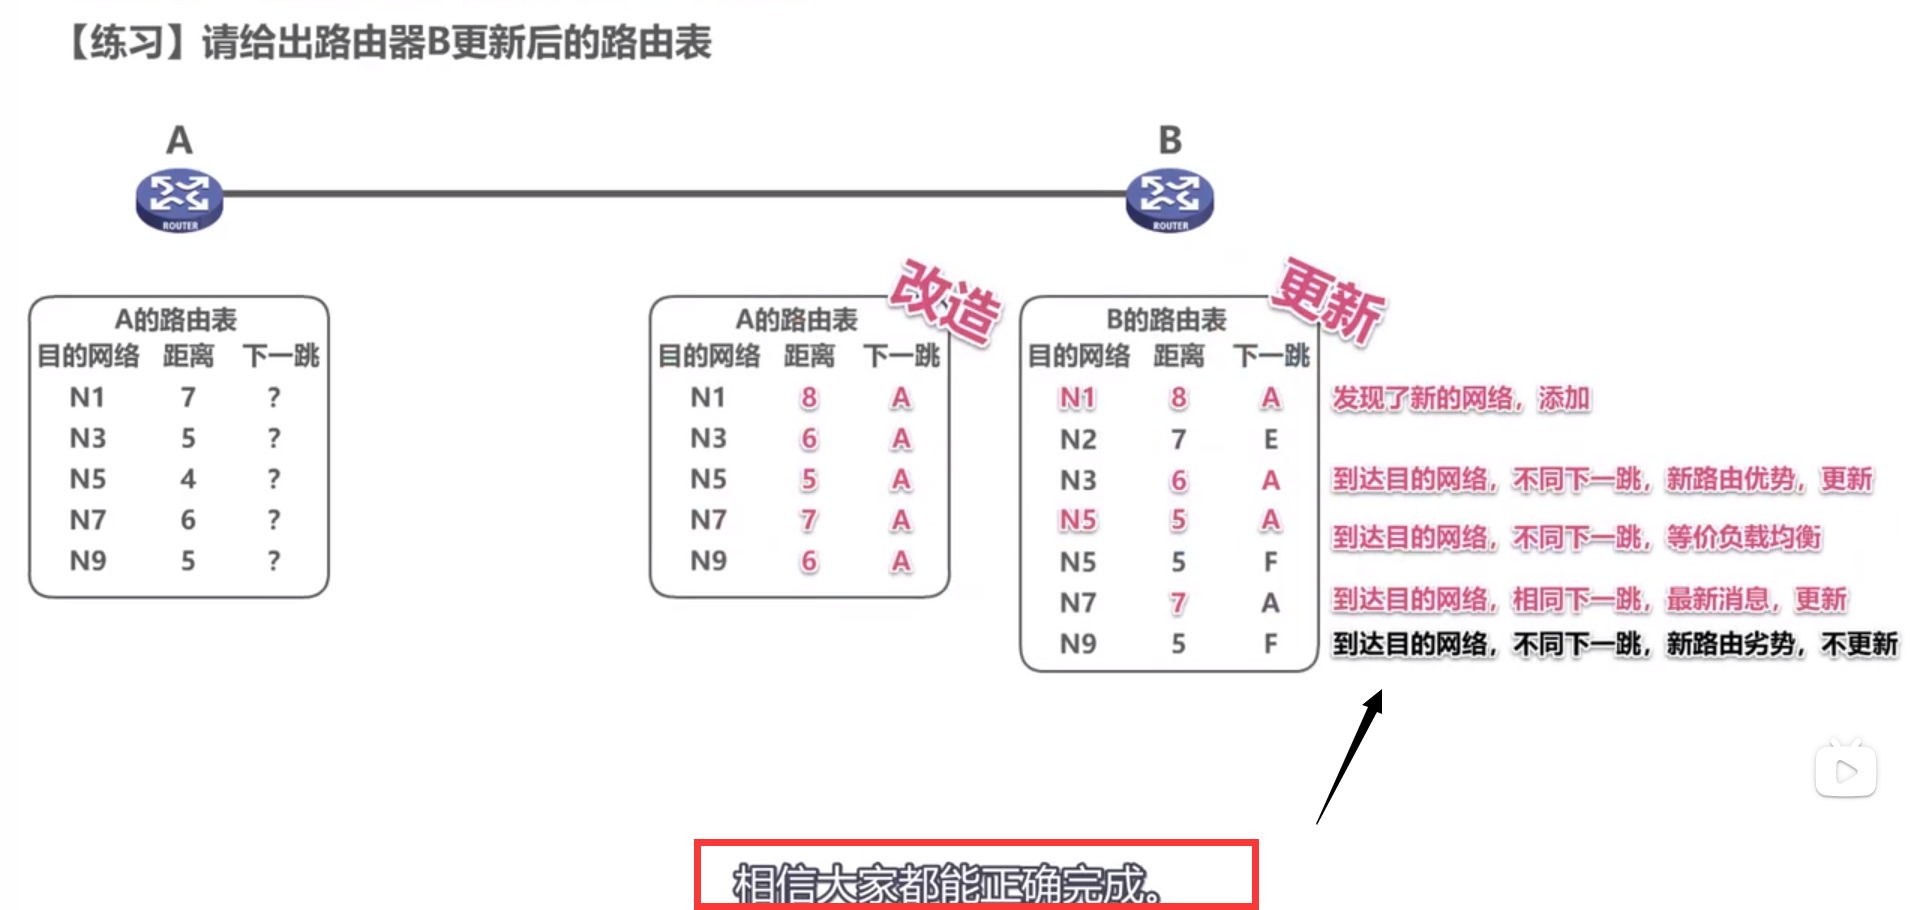 【练习】请给出路由器B更新后的路由表
A
B
ROUTER
ROUTER
A的路由表
目的网络 距离 下一跳
N1 7 ?
N3 5 ?
N5 4 ?
N7 6 ?
N9 5 ?
改造
A的路由表
目的网络 距离 下一跳
N1 8 A
N3 6 A
N5 5 A
N7 7 A
N9 6 A
更新
B的路由表
目的网络 距离 下一跳
N1 8 A 发现了新的网络，添加
N2 7 E
N3 6 A 到达目的网络，不同下一跳，新路由优势，更新
N5 5 A 到达目的网络，不同下一跳，等价负载均衡
N5 5 F
N7 7 A 到达目的网络，相同下一跳，最新消息，更新
N9 5 F 到达目的网络，不同下一跳，新路由劣势，不更新
相信大家都能正确完成。